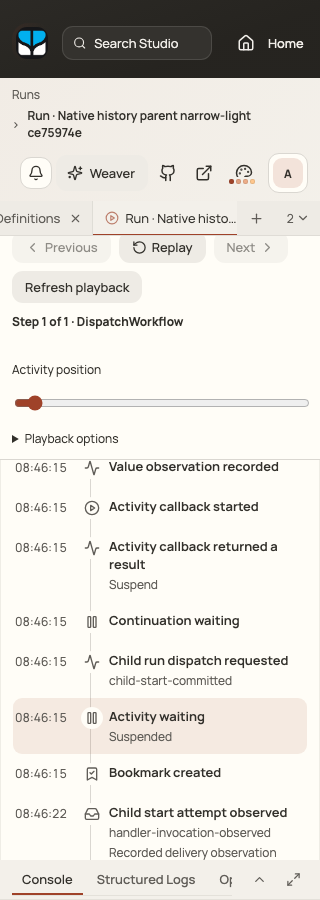 Search Studio
Home
Runs
Run · Native history parent narrow-light
ce75974e
Weaver
A
Definitions
Run · Native histo...
2
Previous
Replay
Next
Refresh playback
Step 1 of 1 · DispatchWorkflow
Activity position
Playback options
08:46:15 Value observation recorded
08:46:15 Activity callback started
08:46:15 Activity callback returned a
result
Suspend
08:46:15 Continuation waiting
08:46:15 Child run dispatch requested
child-start-committed
08:46:15 Activity waiting
Suspended
08:46:15 Bookmark created
08:46:22 Child start attempt observed
handler-invocation-observed
Recorded delivery observation
Console
Structured Logs